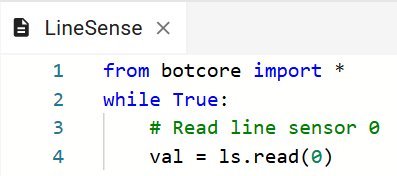 LineSense
1 from botcore import *
2 while True:
3     # Read line sensor 0
4     val = ls.read(0)